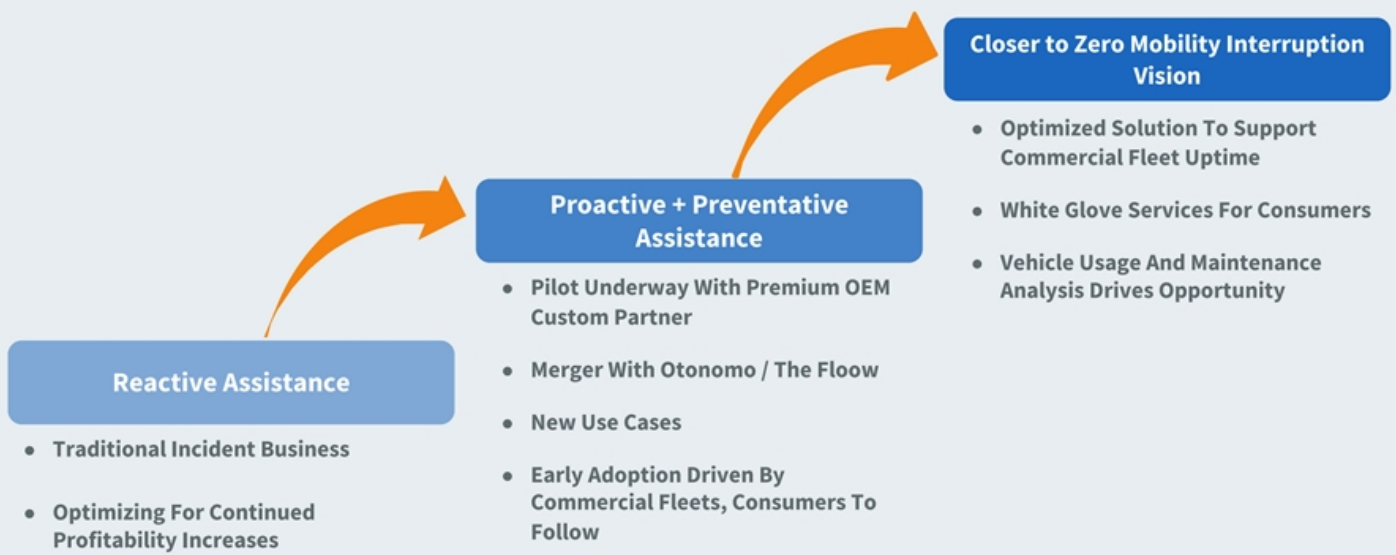 Closer to Zero Mobility Interruption
Vision
● Optimized Solution To Support
Commercial Fleet Uptime
● White Glove Services For Consumers
● Vehicle Usage And Maintenance
Analysis Drives Opportunity
Proactive + Preventative
Assistance
● Pilot Underway With Premium OEM
Custom Partner
● Merger With Otonomo / The Floow
● New Use Cases
● Early Adoption Driven By
Commercial Fleets, Consumers To
Follow
Reactive Assistance
● Traditional Incident Business
● Optimizing For Continued
Profitability Increases